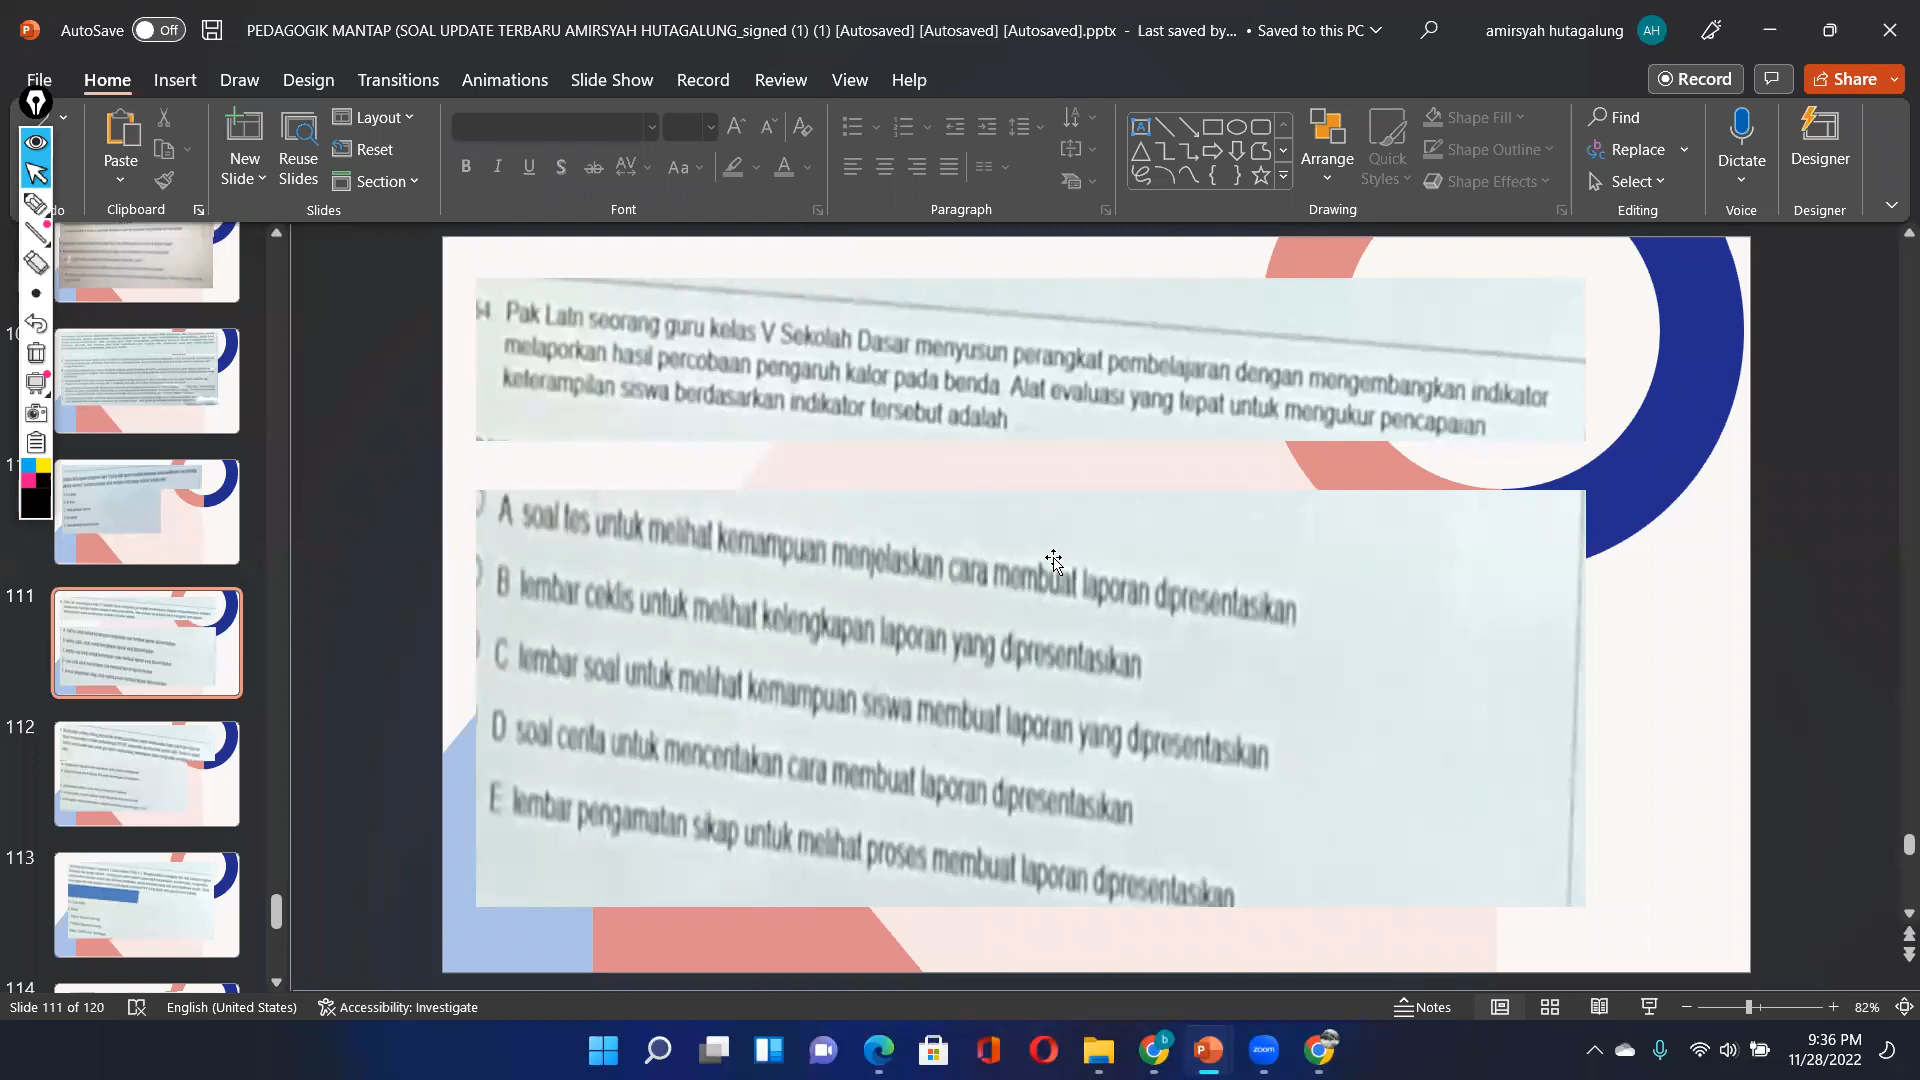 AutoSave Off PEDAGOGIK MANTAP (SOAL UPDATE TERBARU AMIRSYAH HUTAGALUNG_signed (1) (1) [Autosaved] [Autosaved] [Autosaved].pptx - Last saved by... • Saved to this PC amirsyah hutagalung AH
File Home Insert Draw Design Transitions Animations Slide Show Record Review View Help Record Share
Paste
Clipboard
New Slide
Reuse Slides
Layout
Reset
Section
Slides
B I U S ab AV Aa A
Font
Paragraph
Arrange
Quick Styles
Shape Fill
Shape Outline
Shape Effects
Drawing
Find
Replace
Select
Editing
Dictate
Voice
Designer
Designer
54 Pak Latri seorang guru kelas V Sekolah Dasar menyusun perangkat pembelajaran dengan mengembangkan indikator
melaporkan hasil percobaan pengaruh kalor pada benda. Alat evaluasi yang tepat untuk mengukur pencapaian
keterampilan siswa berdasarkan indikator tersebut adalah
A soal tes untuk melihat kemampuan menjelaskan cara membuat laporan dipresentasikan
B lembar ceklis untuk melihat kelengkapan laporan yang dipresentasikan
C lembar soal untuk melihat kemampuan siswa membuat laporan yang dipresentasikan
D soal cerita untuk menceritakan cara membuat laporan dipresentasikan
E lembar pengamatan sikap untuk melihat proses membuat laporan dipresentasikan
111
112
113
114
Slide 111 of 120 English (United States) Accessibility: Investigate Notes 82%
zoom
9:36 PM
11/28/2022